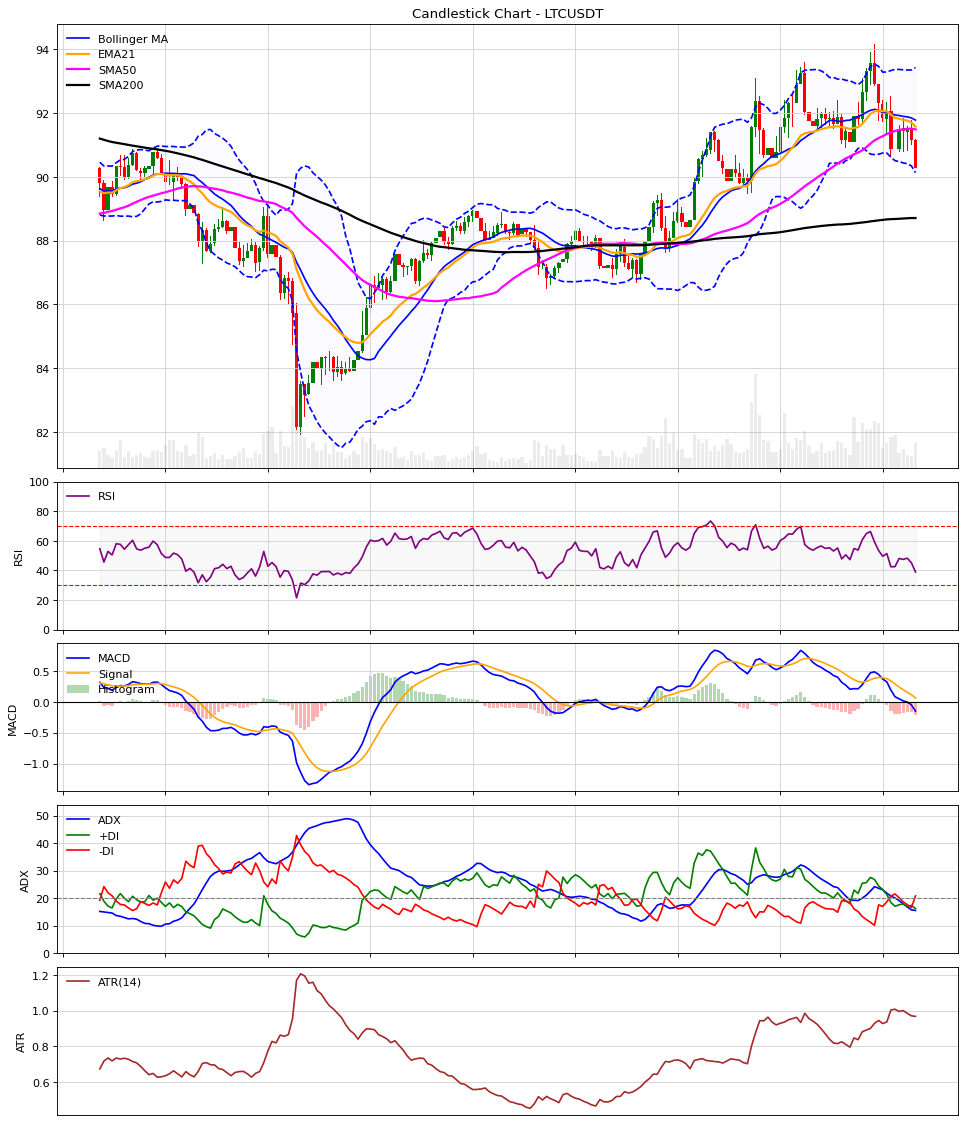 Candlestick Chart - LTCUSDT
Bollinger MA
EMA21
SMA50
SMA200
94
92
90
88
86
84
82
RSI
RSI
100
80
60
40
20
0
MACD
Signal
Histogram
MACD
0.5
0.0
−0.5
−1.0
ADX
+DI
-DI
ADX
50
40
30
20
10
0
ATR(14)
ATR
1.2
1.0
0.8
0.6